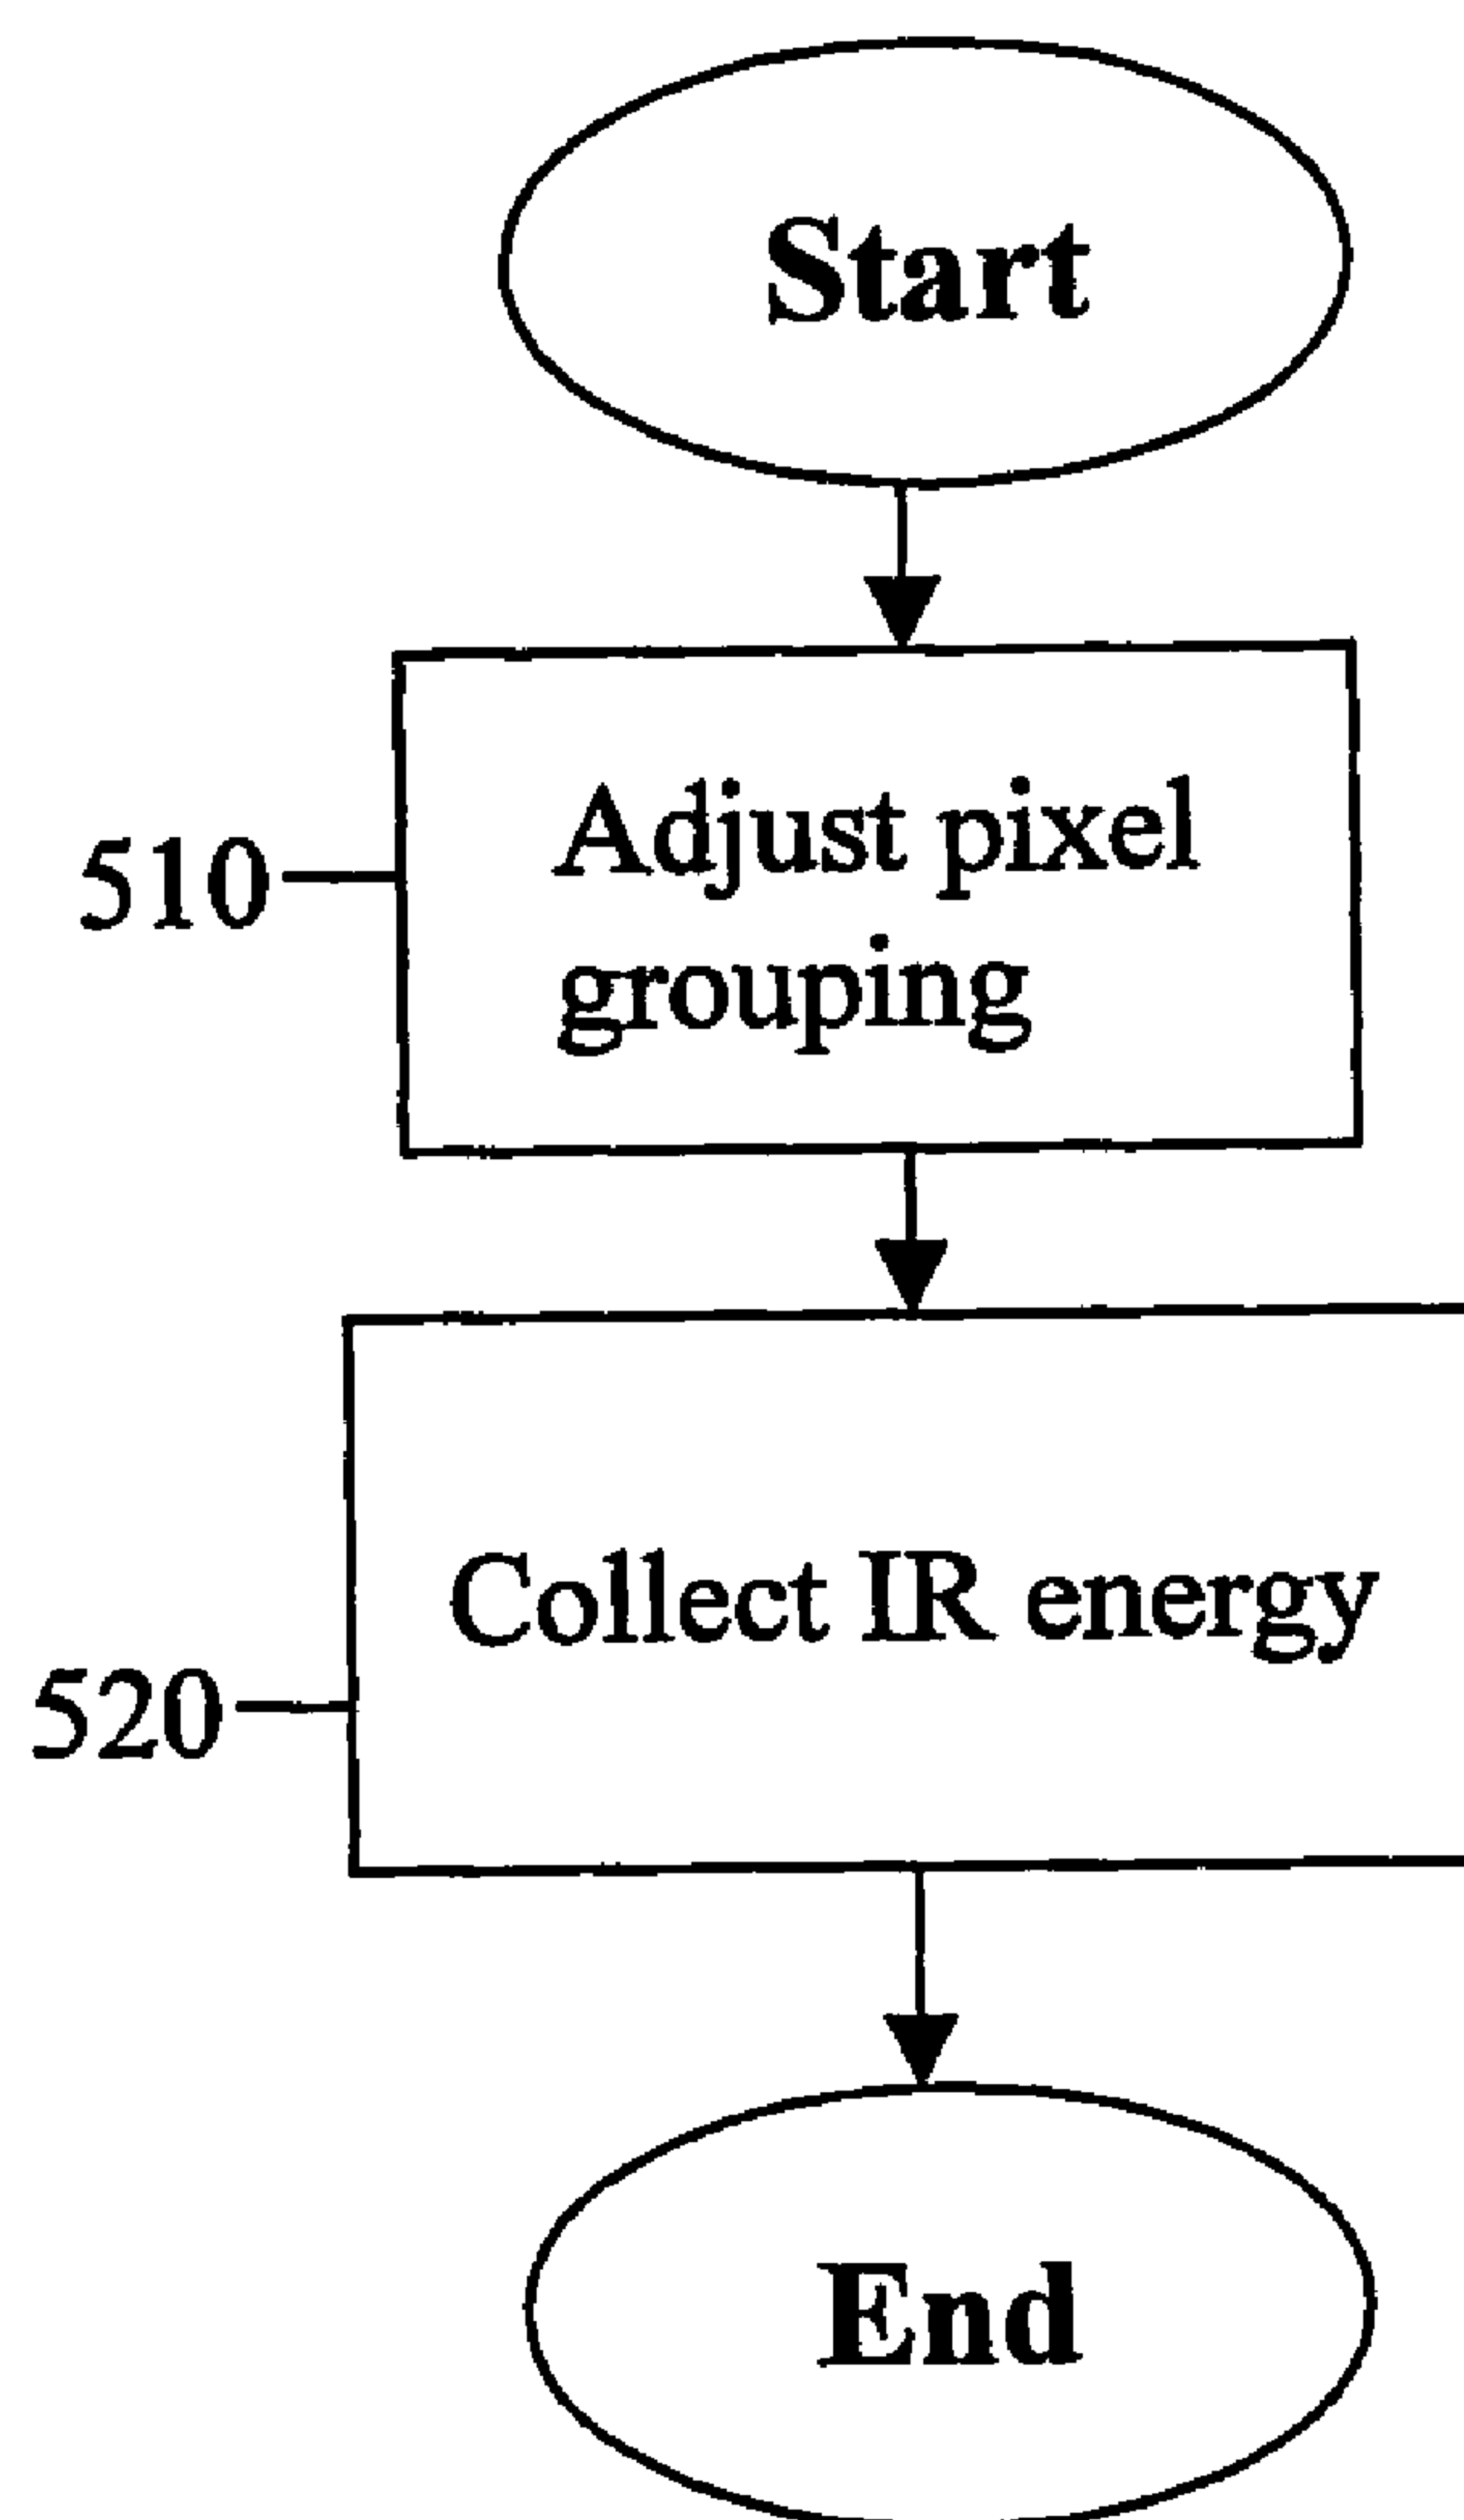 Start
510
Adjust pixel
grouping
Collect IR energy
520
End